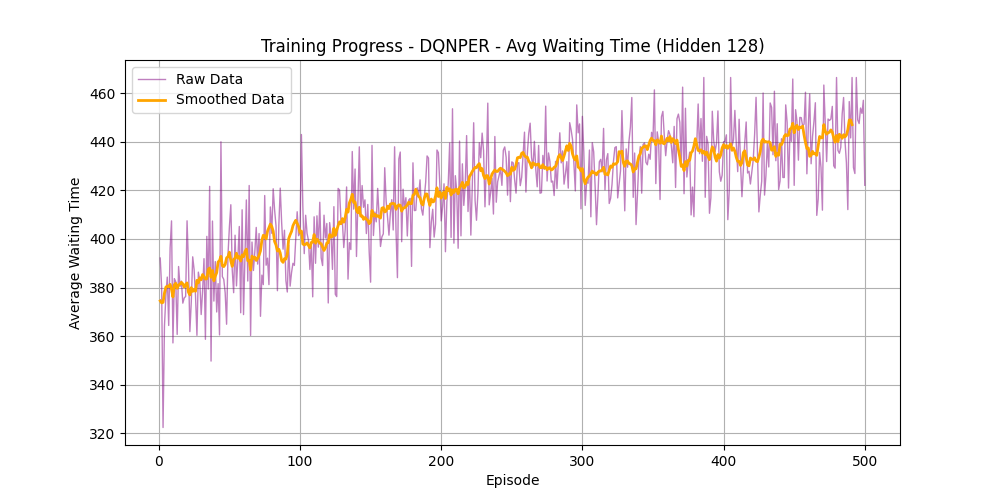 Training Progress - DQNPER - Avg Waiting Time (Hidden 128)
Raw Data
Smoothed Data
Average Waiting Time
460
440
420
400
380
360
340
320
0
100
200
300
400
500
Episode